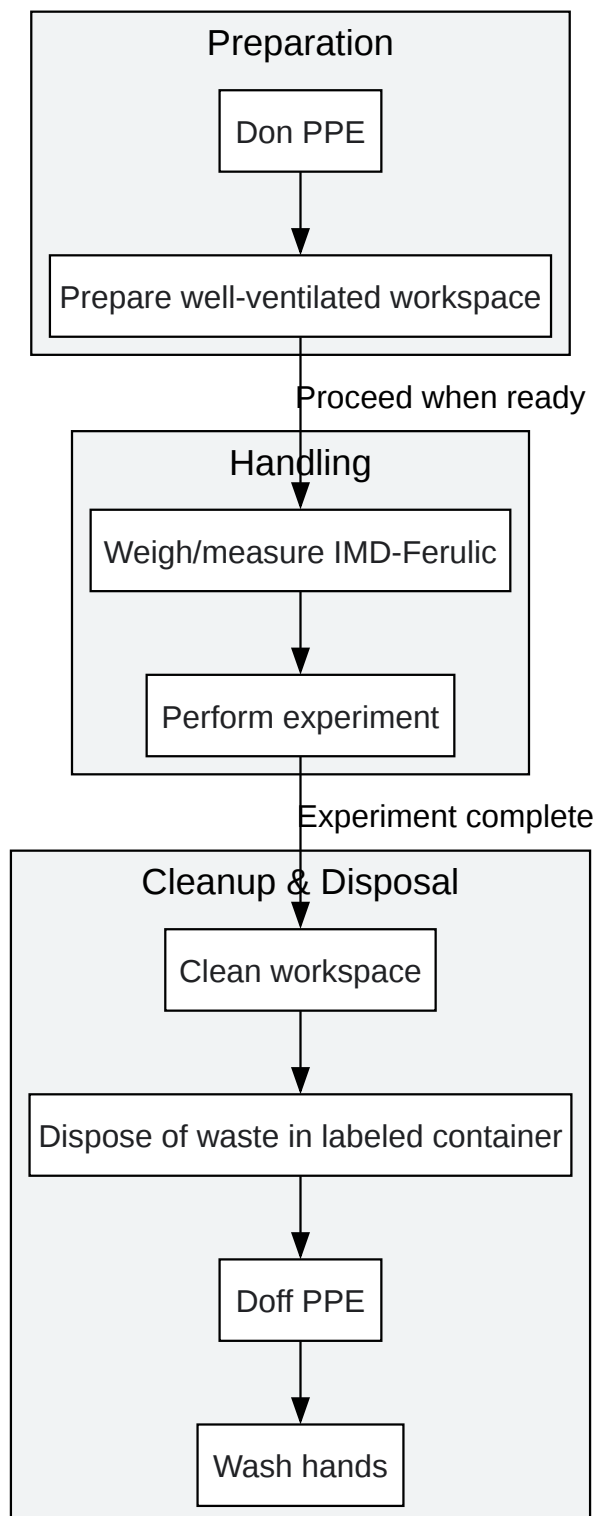 Preparation
Don PPE
Prepare well-ventilated workspace
Proceed when ready
Handling
Weigh/measure IMD-Ferulic
Perform experiment
Experiment complete
Cleanup & Disposal
Clean workspace
Dispose of waste in labeled container
Doff PPE
Wash hands